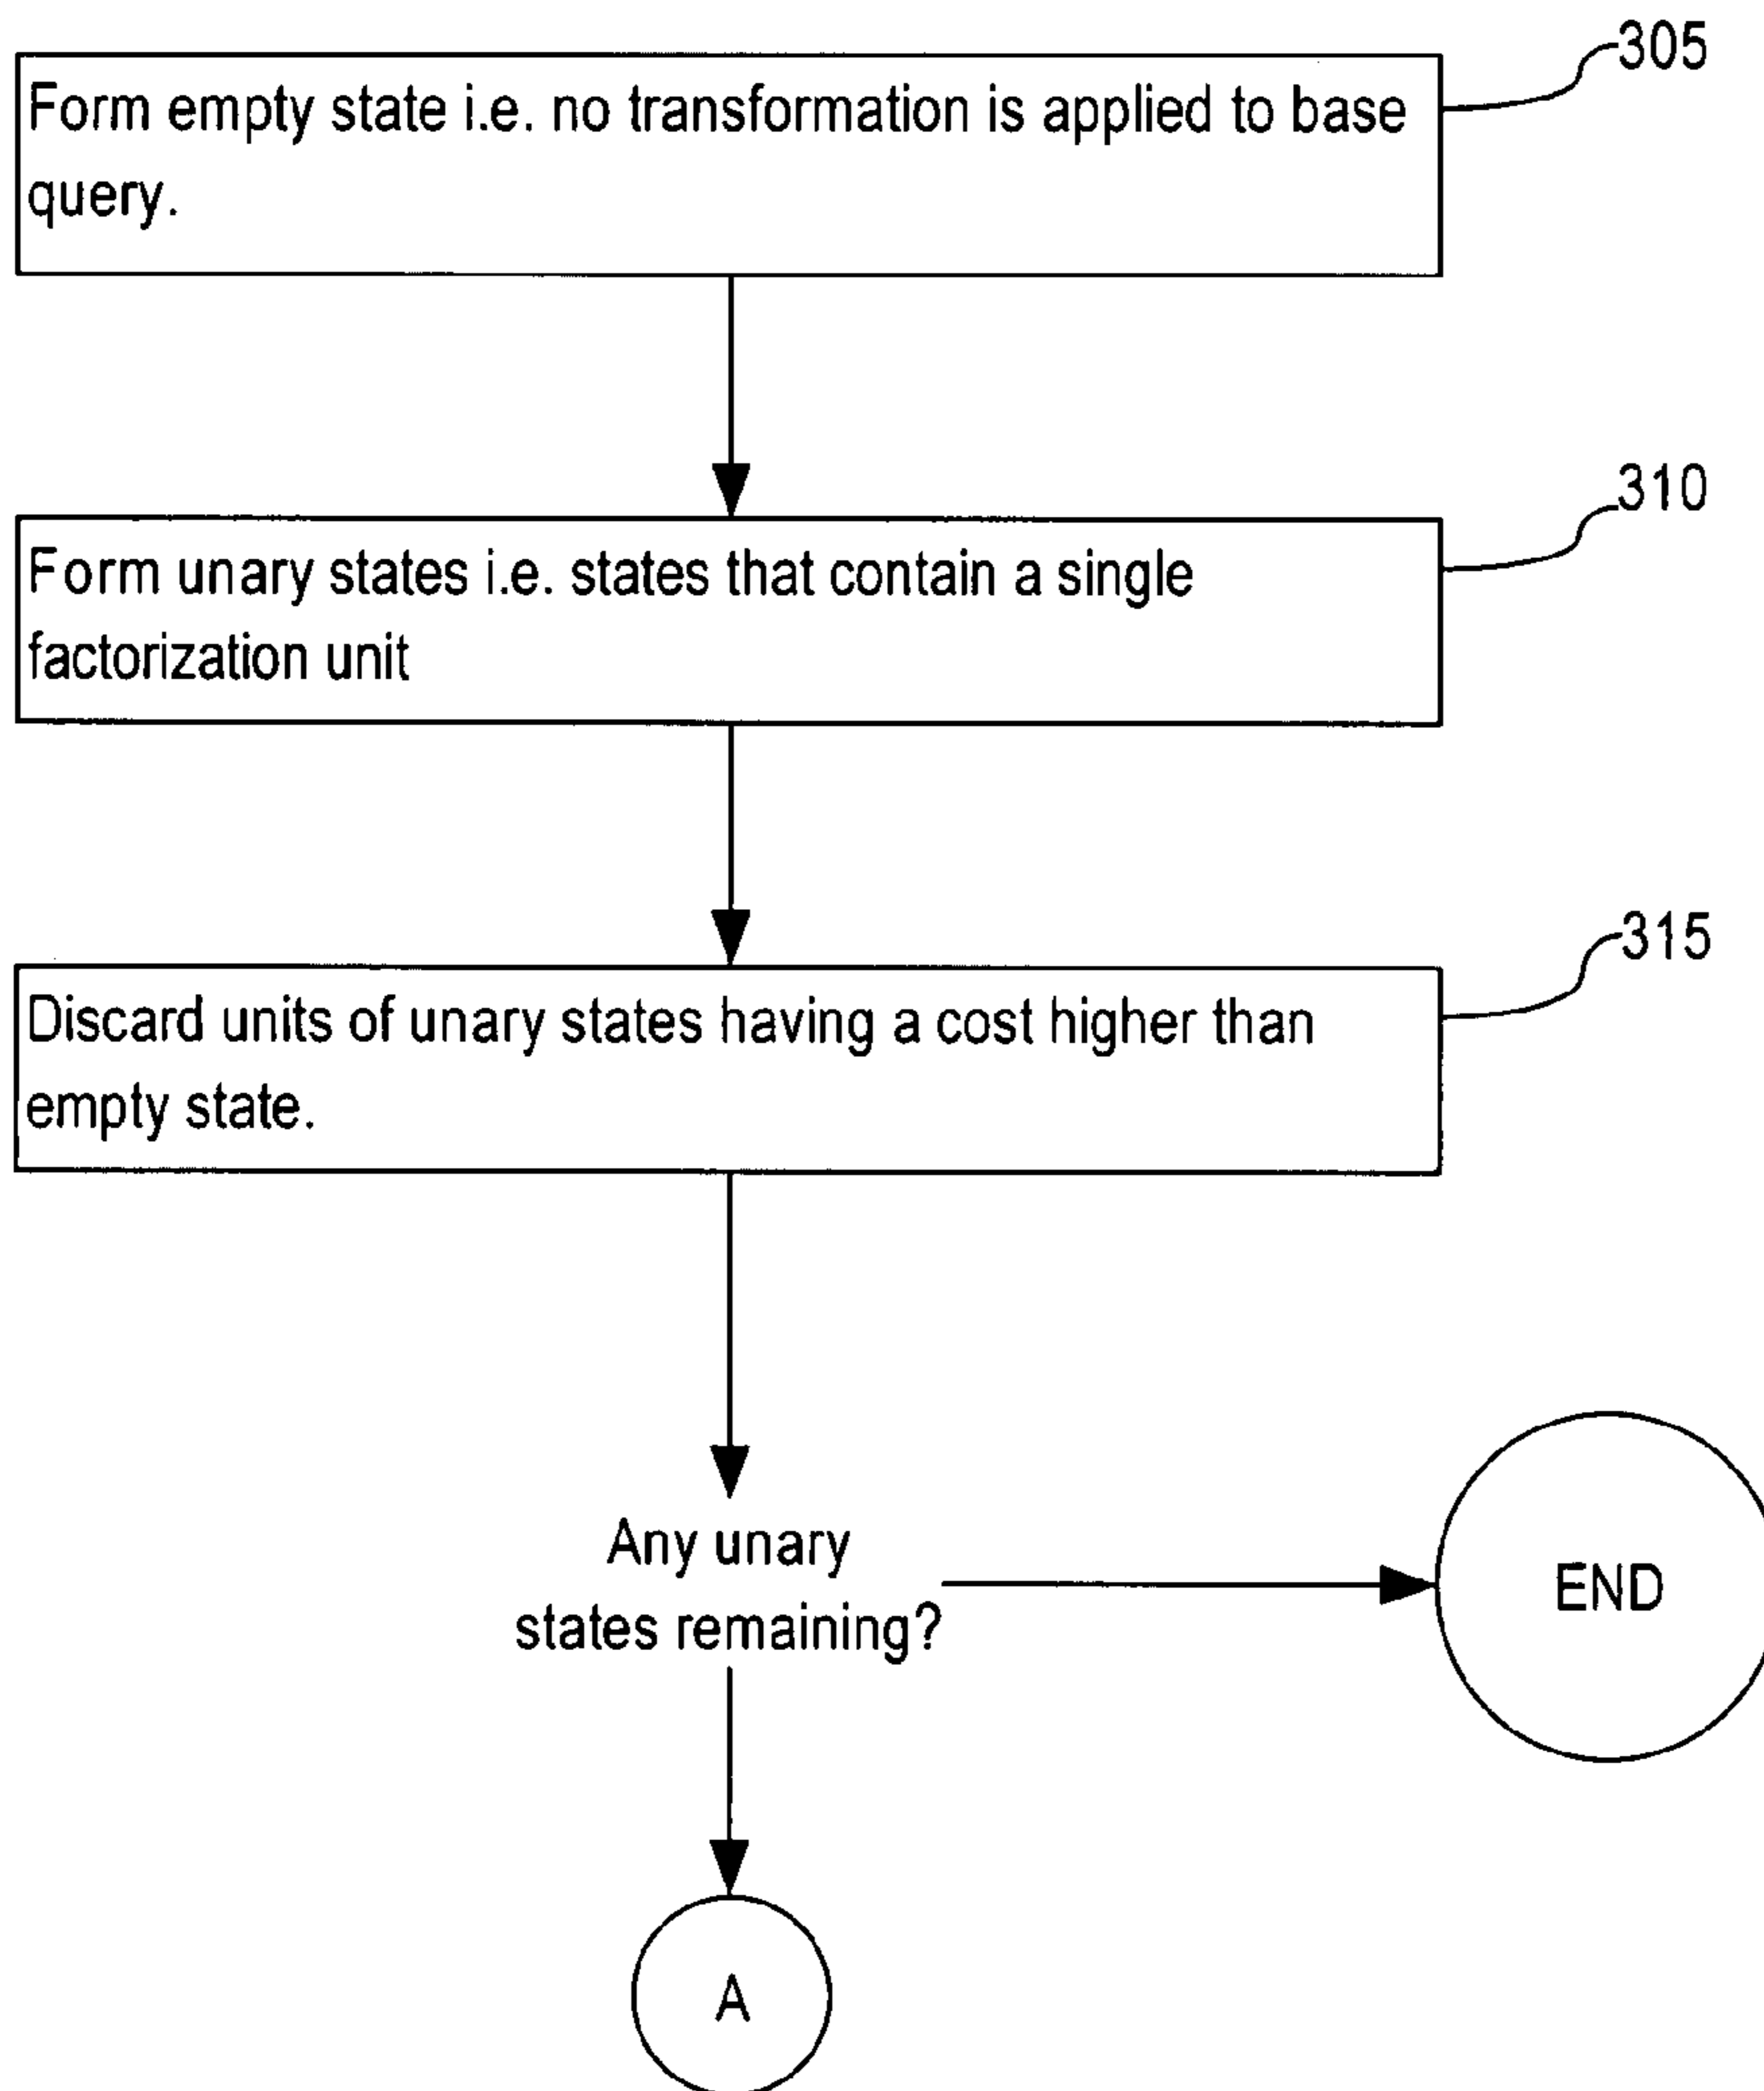 305
Form empty state i.e. no transformation is applied to base
query.
310
Form unary states i.e. states that contain a single
factorization unit
315
Discard units of unary states having a cost higher than
empty state.
Any unary
states remaining?
END
A